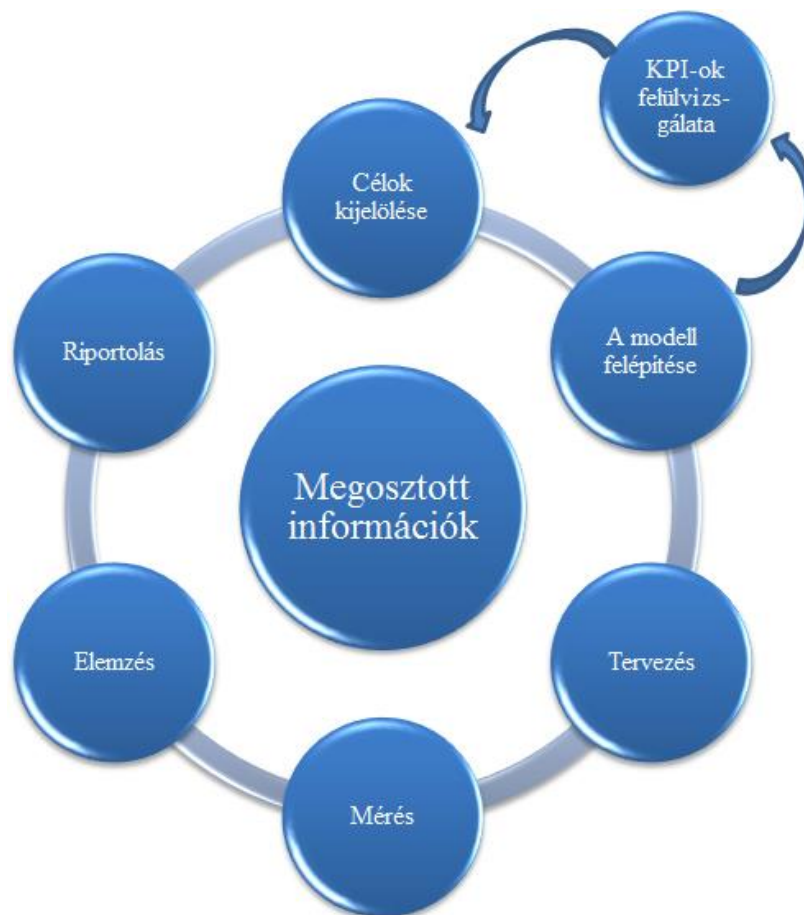 KPI-ok
felülvizs-
gálata
Célok
kijelölése
Riportolás
A modell
felépítése
Megosztott
információk
Elemzés
Tervezés
Mérés